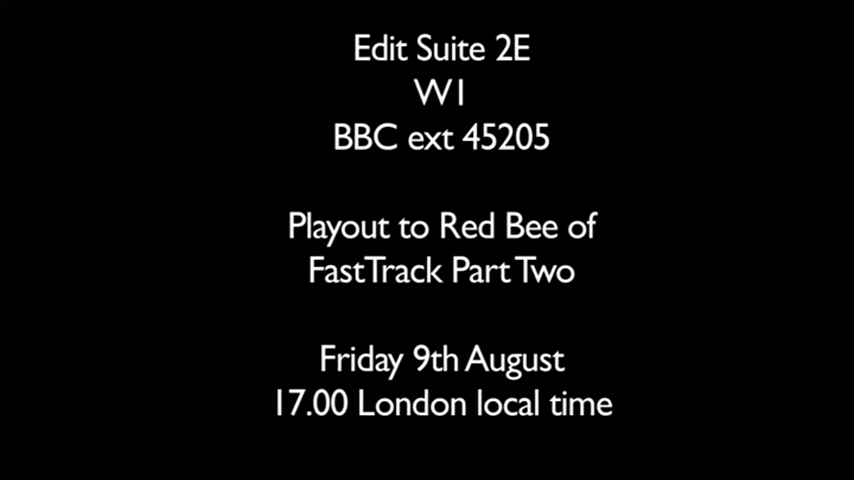 Edit Suite 2E
W1
BBC ext 45205
Playout to Red Bee of
FastTrack Part Two
Friday 9th August
17.00 London local time